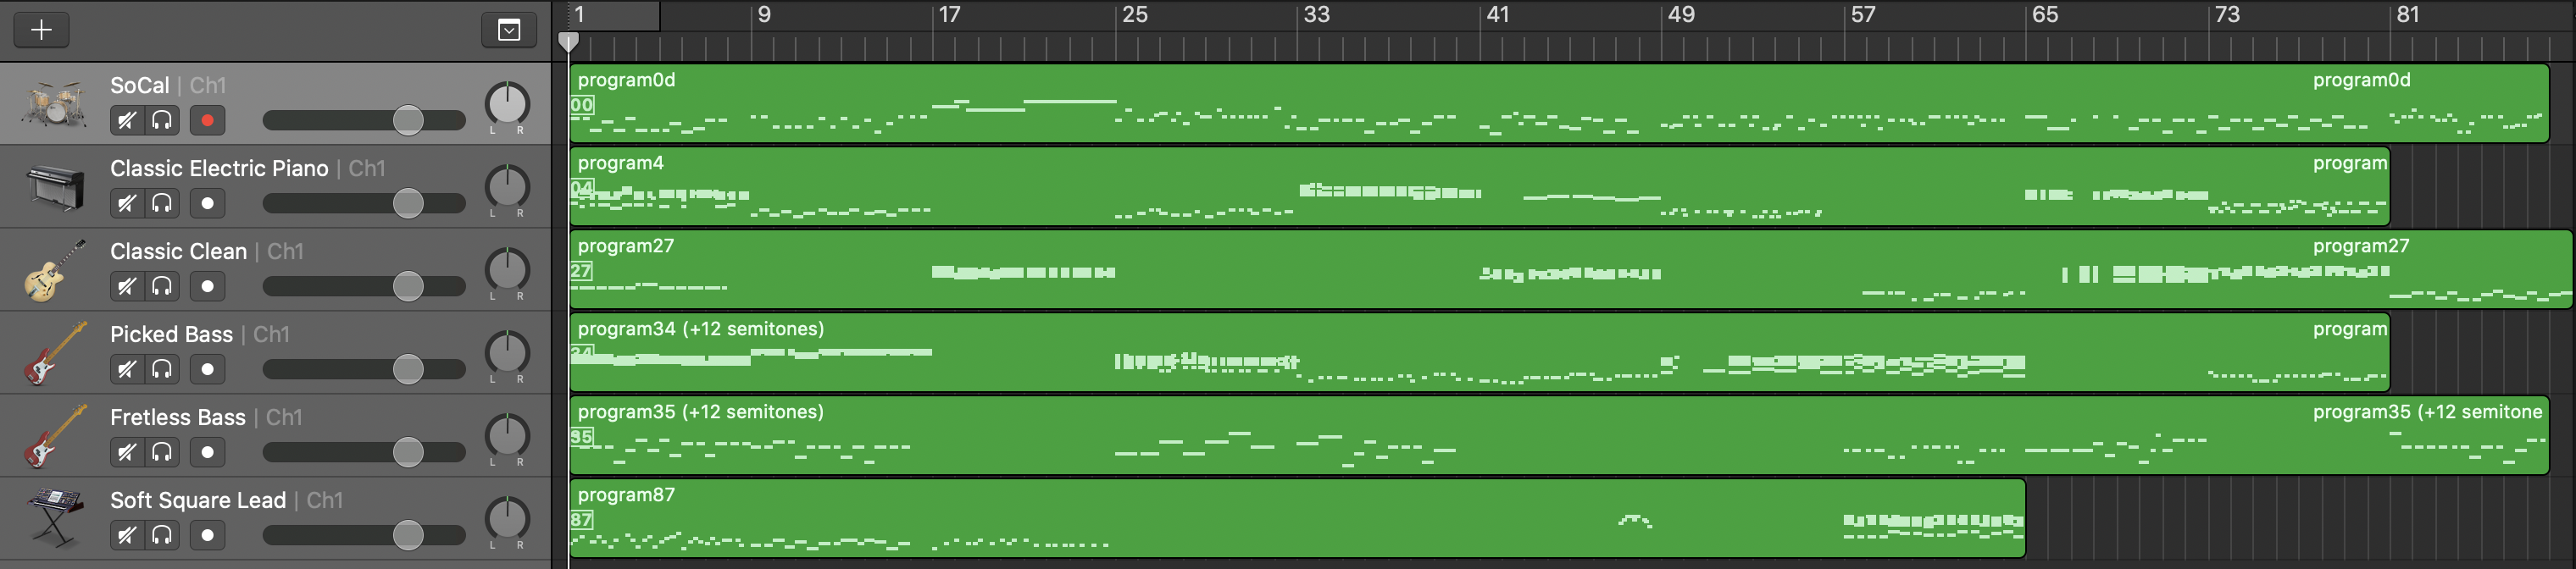 1 9 17 25 33 41 49 57 65 73 81
SoCal | Ch1
L R
program0d program0d
00
Classic Electric Piano | Ch1
L R
program4 program
04
Classic Clean | Ch1
L R
program27 program27
27
Picked Bass | Ch1
L R
program34 (+12 semitones) program
34
Fretless Bass | Ch1
L R
program35 (+12 semitones) program35 (+12 semitone
35
Soft Square Lead | Ch1
L R
program87
87